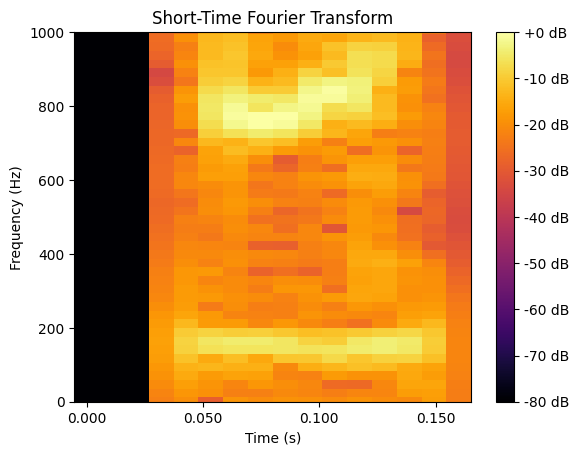 Short-Time Fourier Transform
1000
800
600
400
200
0
Frequency (Hz)
0.000
0.050
0.100
0.150
Time (s)
+0 dB
-10 dB
-20 dB
-30 dB
-40 dB
-50 dB
-60 dB
-70 dB
-80 dB